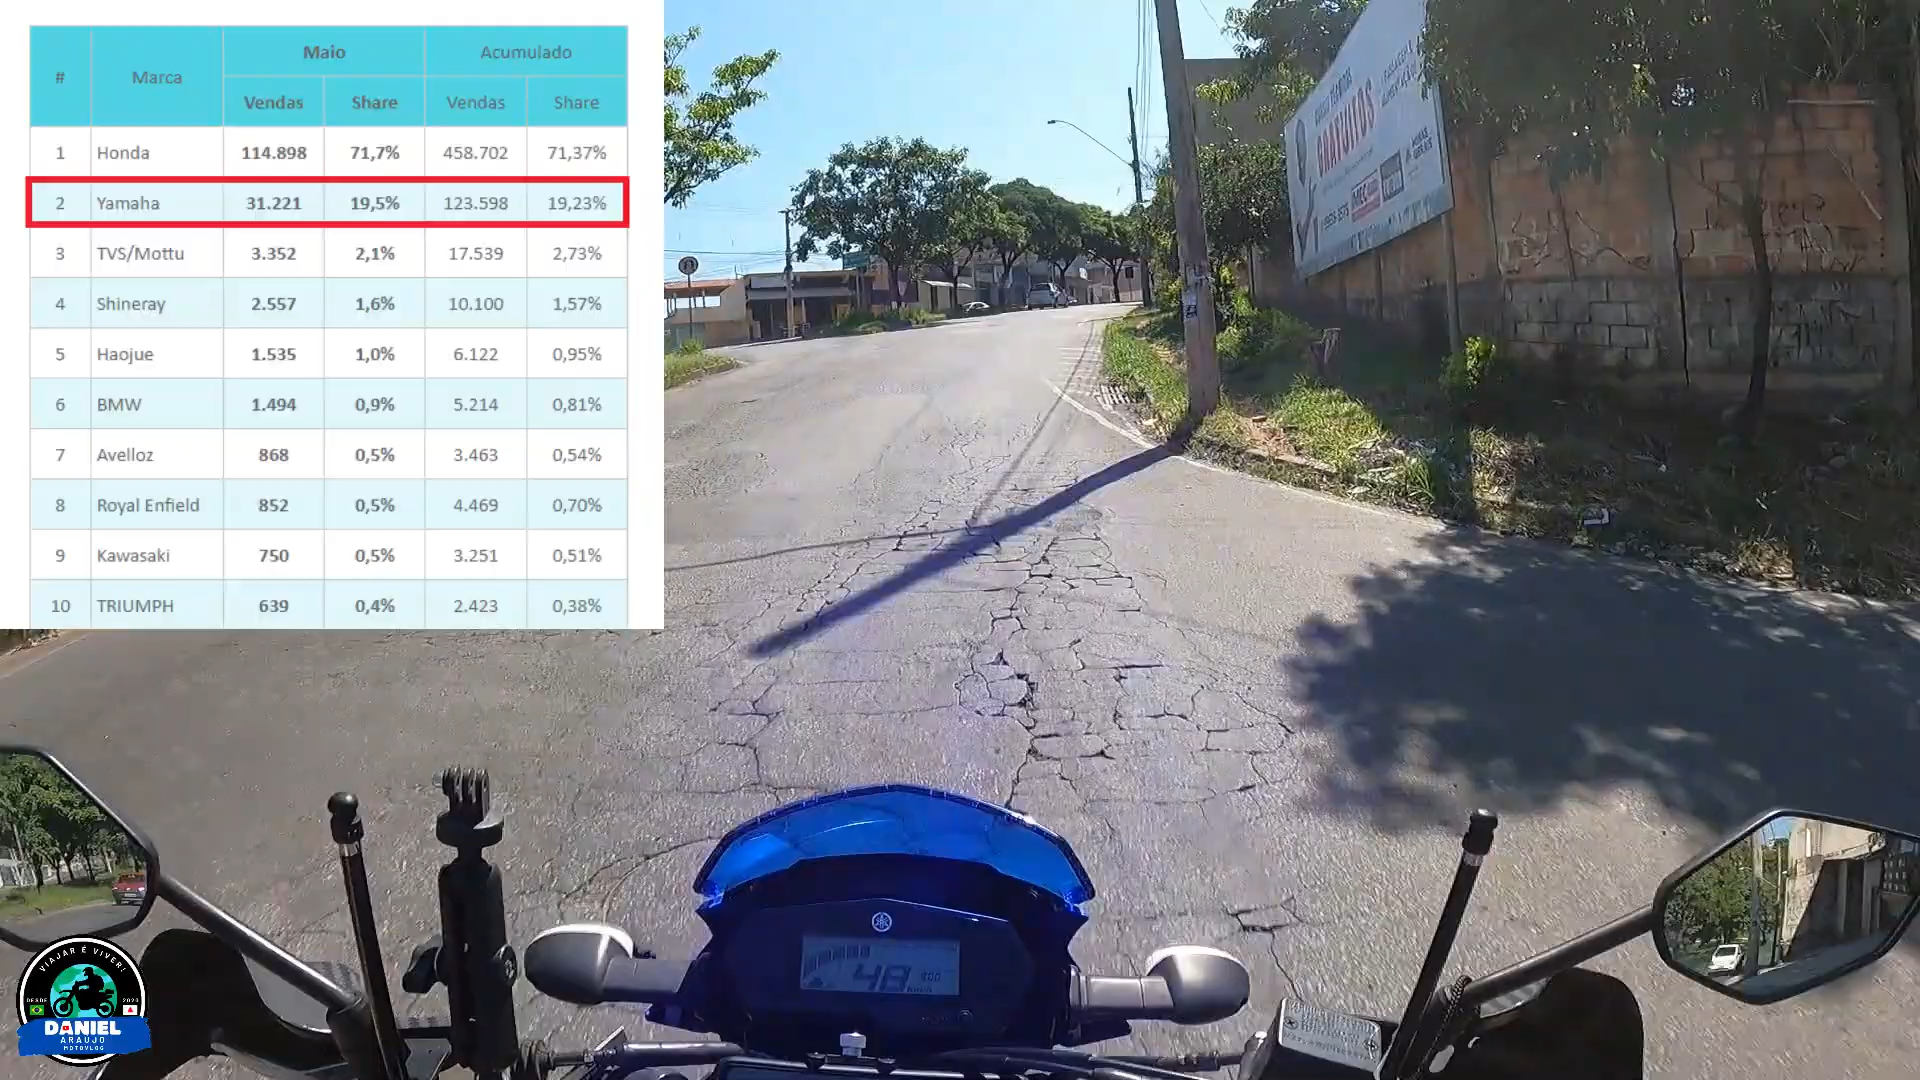 # Marca Maio Acumulado
Vendas Share Vendas Share
1 Honda 114.898 71,7% 458.702 71,37%
2 Yamaha 31.221 19,5% 123.598 19,23%
3 TVS/Mottu 3.352 2,1% 17.539 2,73%
4 Shineray 2.557 1,6% 10.100 1,57%
5 Haojue 1.535 1,0% 6.122 0,95%
6 BMW 1.494 0,9% 5.214 0,81%
7 Avelloz 868 0,5% 3.463 0,54%
8 Royal Enfield 852 0,5% 4.469 0,70%
9 Kawasaki 750 0,5% 3.251 0,51%
10 TRIUMPH 639 0,4% 2.423 0,38%
GRATUITOS
48
km/h
VIAJAR É VIVER!
DESDE 2020
DANIEL
ARAUJO
MOTOVLOG